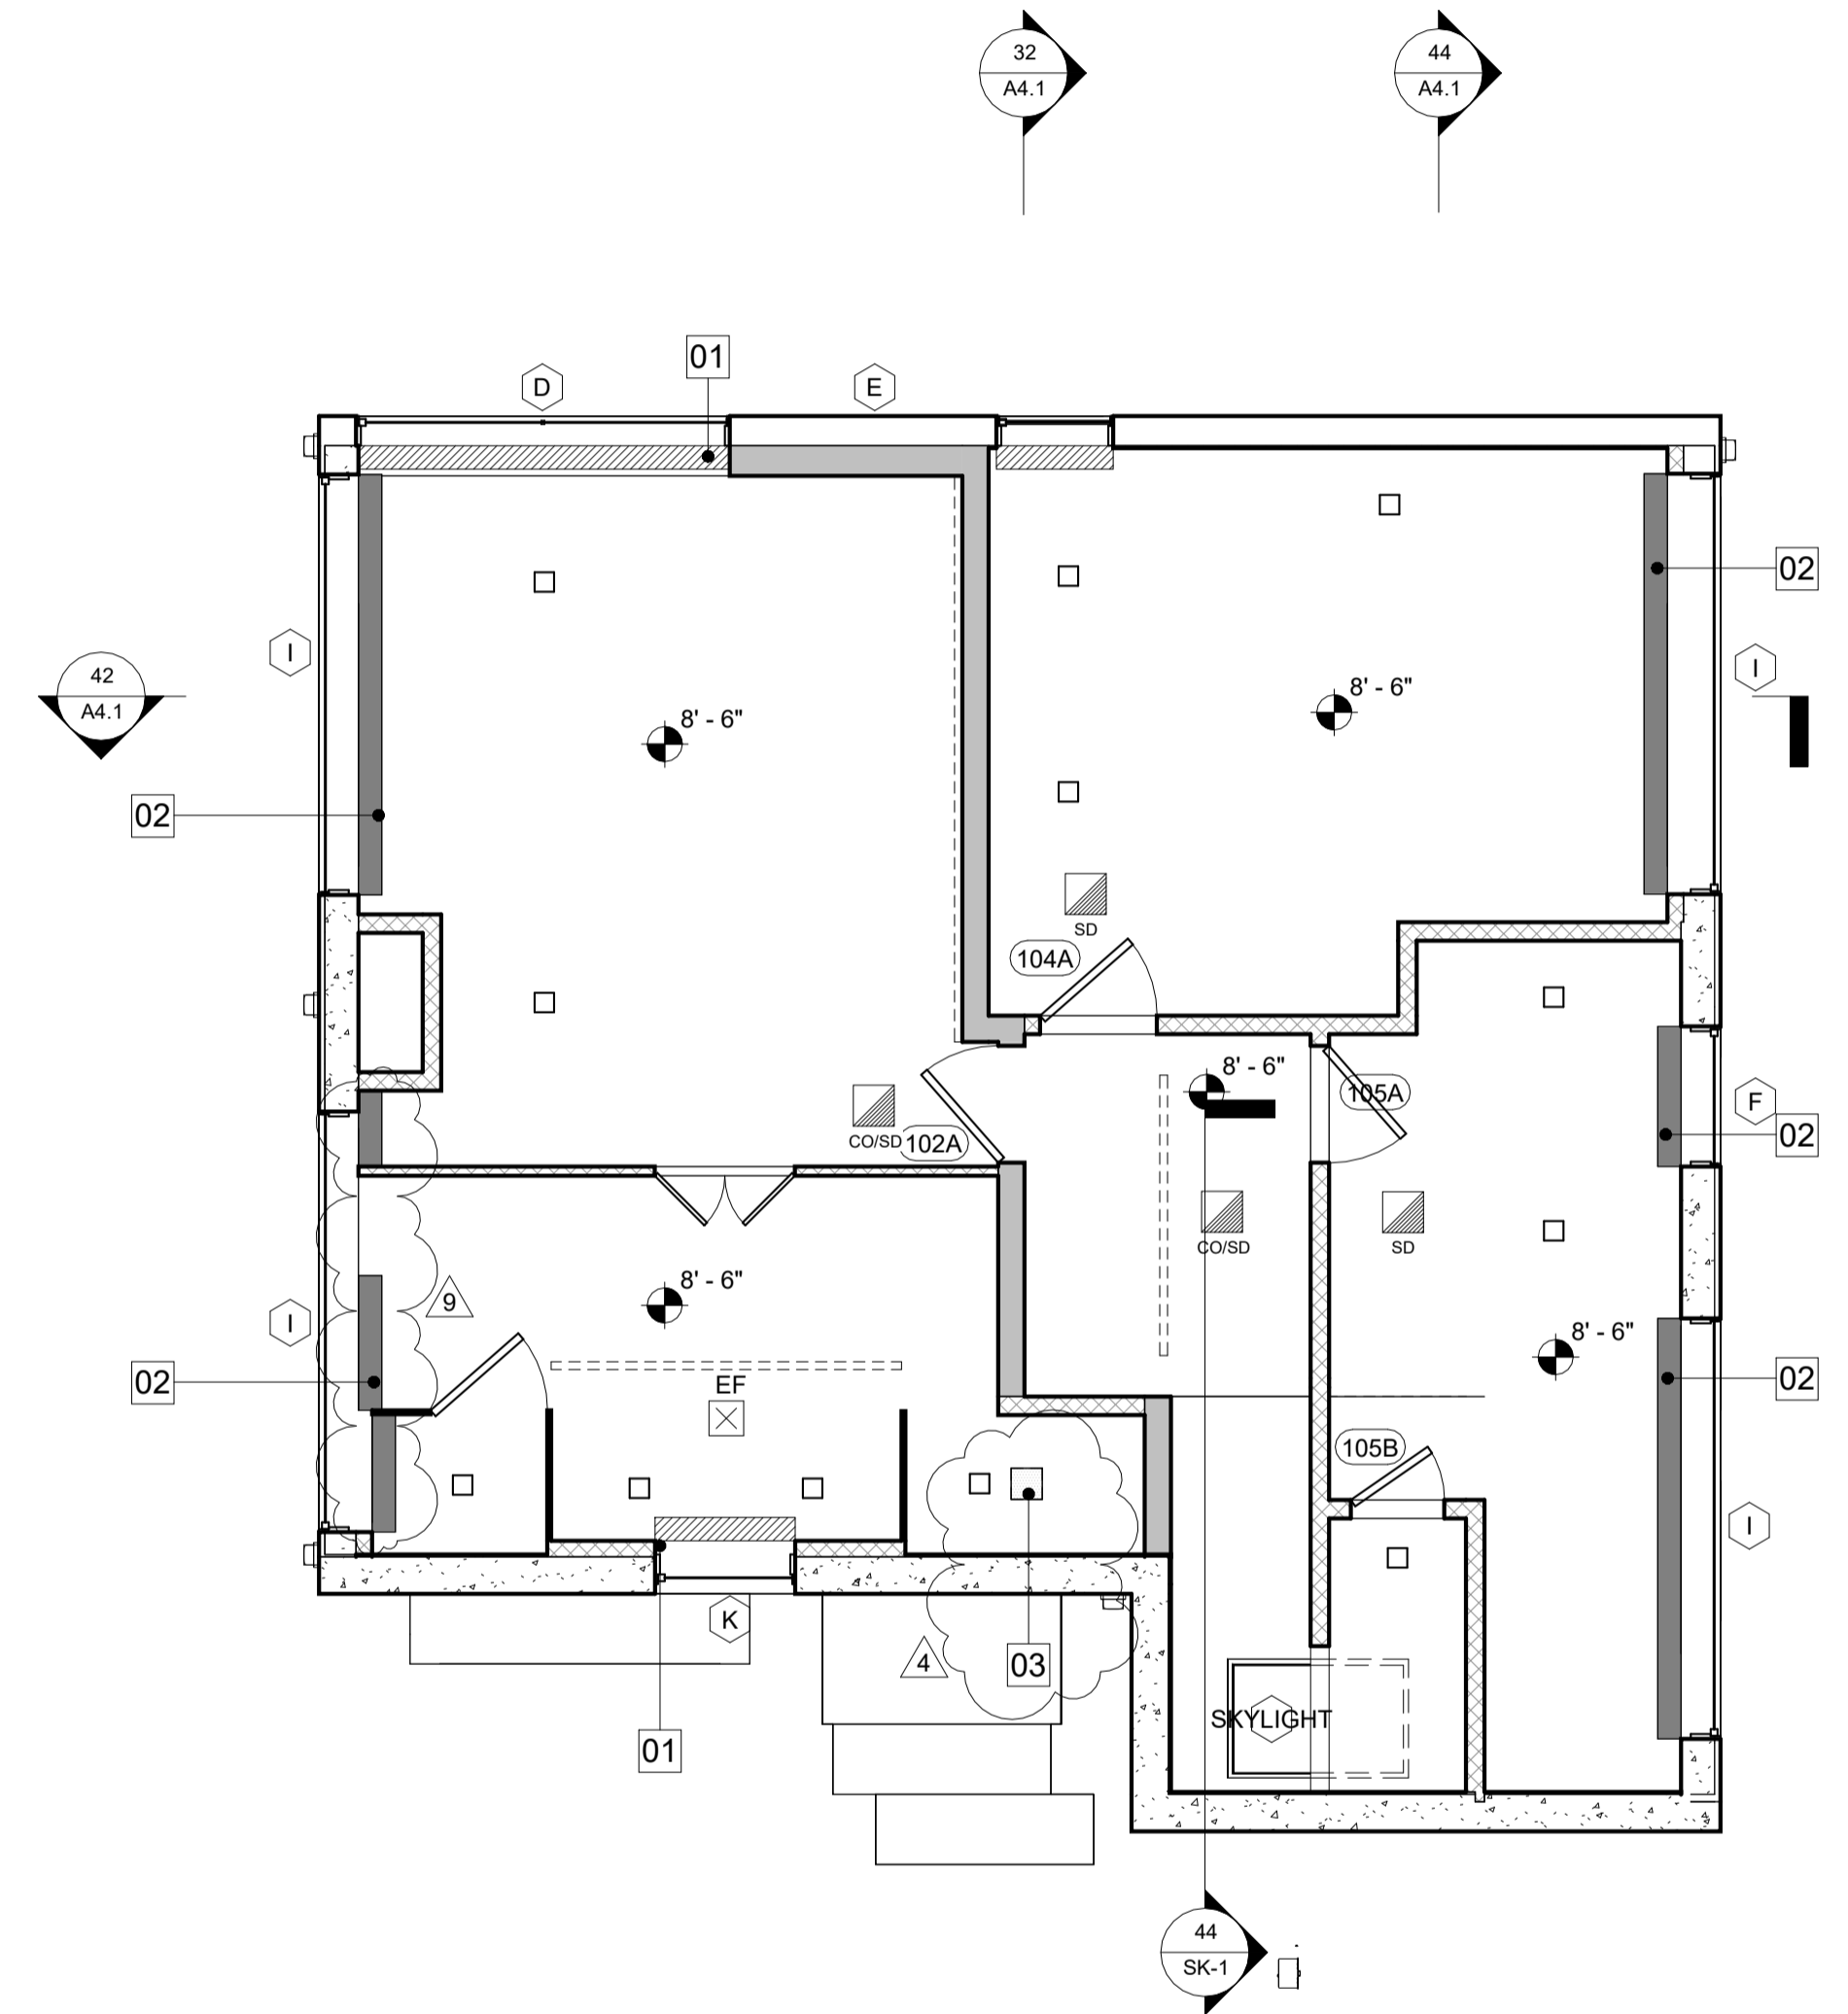 32
A4.1
44
A4.1
01
D
E
02
I
I
42
A4.1
8' - 6"
8' - 6"
02
SD
104A
8' - 6"
105A
F
CO/SD
102A
02
CO/SD
SD
8' - 6"
9
I
8' - 6"
02
EF
02
105B
I
K
4
03
SKYLIGHT
01
44
SK-1